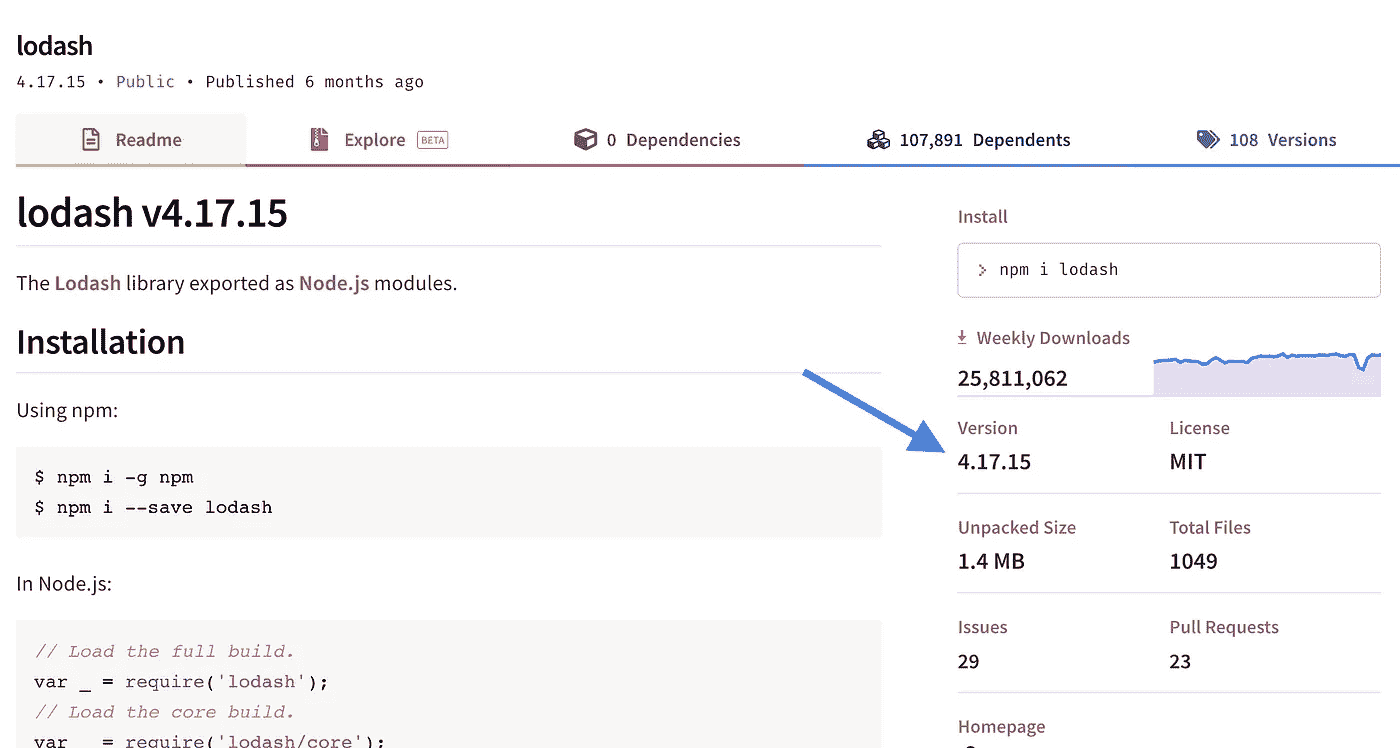 lodash
4.17.15 • Public • Published 6 months ago
Readme
Explore BETA
0 Dependencies
107,891 Dependents
108 Versions
lodash v4.17.15
The Lodash library exported as Node.js modules.
Installation
Using npm:
$ npm i -g npm
$ npm i --save lodash
In Node.js:
// Load the full build.
var _ = require('lodash');
// Load the core build.
var _ = require('lodash/core');
Install
> npm i lodash
Weekly Downloads
25,811,062
Version
4.17.15
License
MIT
Unpacked Size
1.4 MB
Total Files
1049
Issues
29
Pull Requests
23
Homepage